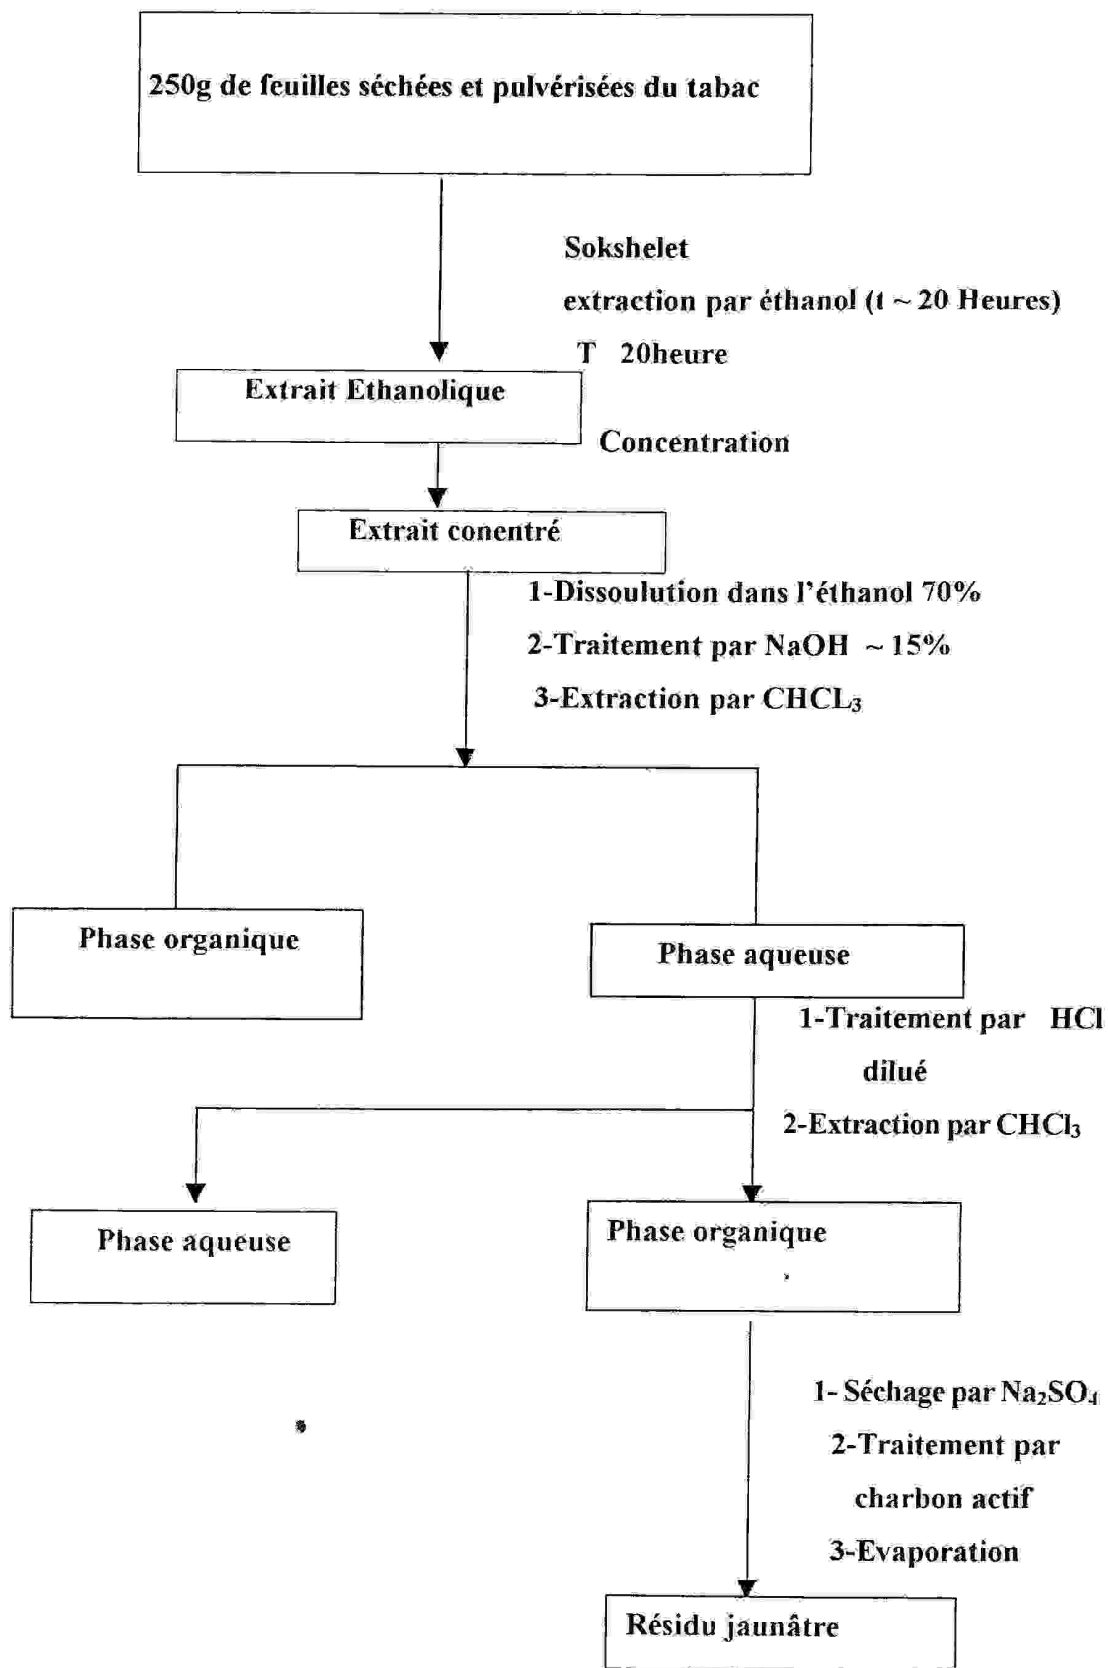 250g de feuilles séchées et pulvérisées du tabac
Sokshelet
extraction par éthanol (t ~ 20 Heures)
T 20heure
Extrait Ethanolique
Concentration
Extrait conentré
1-Dissoulution dans l'éthanol 70%
2-Traitement par NaOH ~ 15%
3-Extraction par CHCL₃
Phase organique
Phase aqueuse
1-Traitement par HCl
dilué
2-Extraction par CHCl₃
Phase aqueuse
Phase organique
1- Séchage par Na₂SO₄
2-Traitement par
charbon actif
3-Evaporation
Résidu jaunâtre